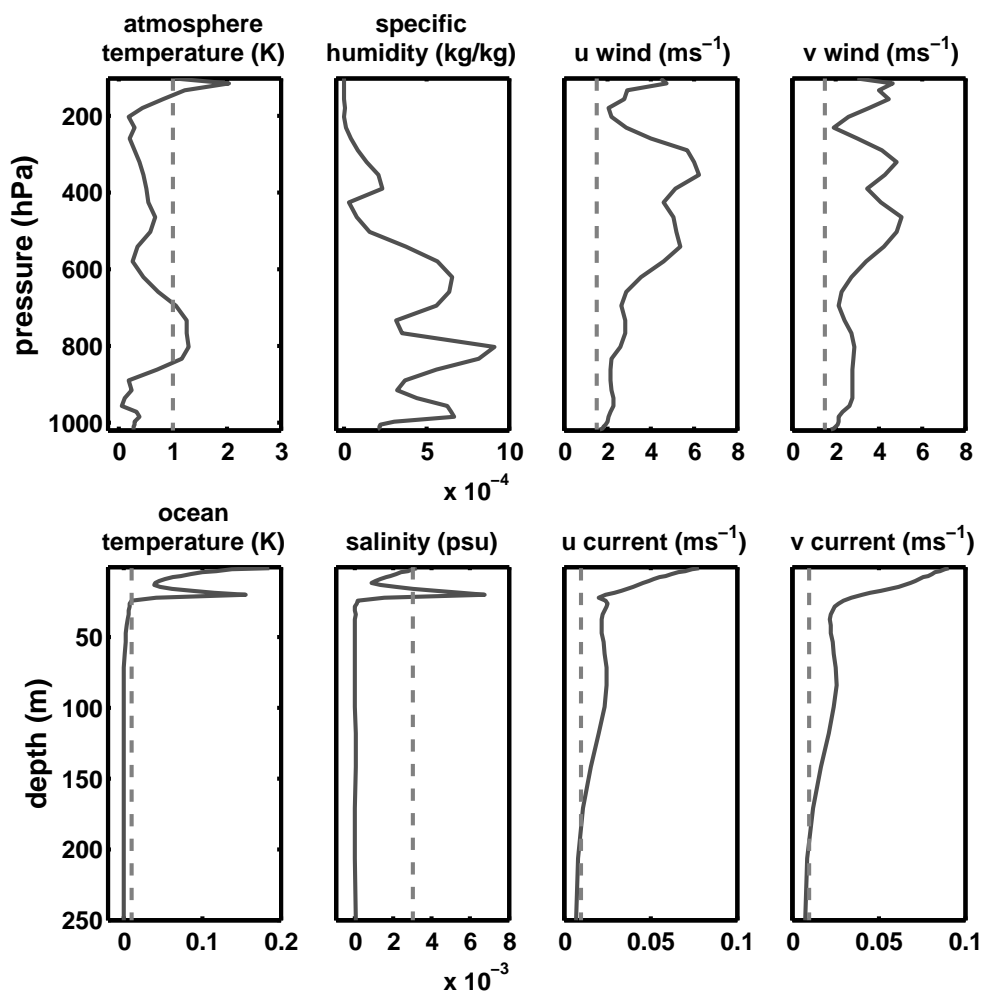 atmosphere temperature (K)
specific humidity (kg/kg)
u wind (ms⁻¹)
v wind (ms⁻¹)
pressure (hPa)
200
400
600
800
1000
0 1 2 3
0 5 10
x 10⁻⁴
0 2 4 6 8
0 2 4 6 8
ocean temperature (K)
salinity (psu)
u current (ms⁻¹)
v current (ms⁻¹)
depth (m)
50
100
150
200
250
0 0.1 0.2
0 2 4 6 8
x 10⁻³
0 0.05 0.1
0 0.05 0.1